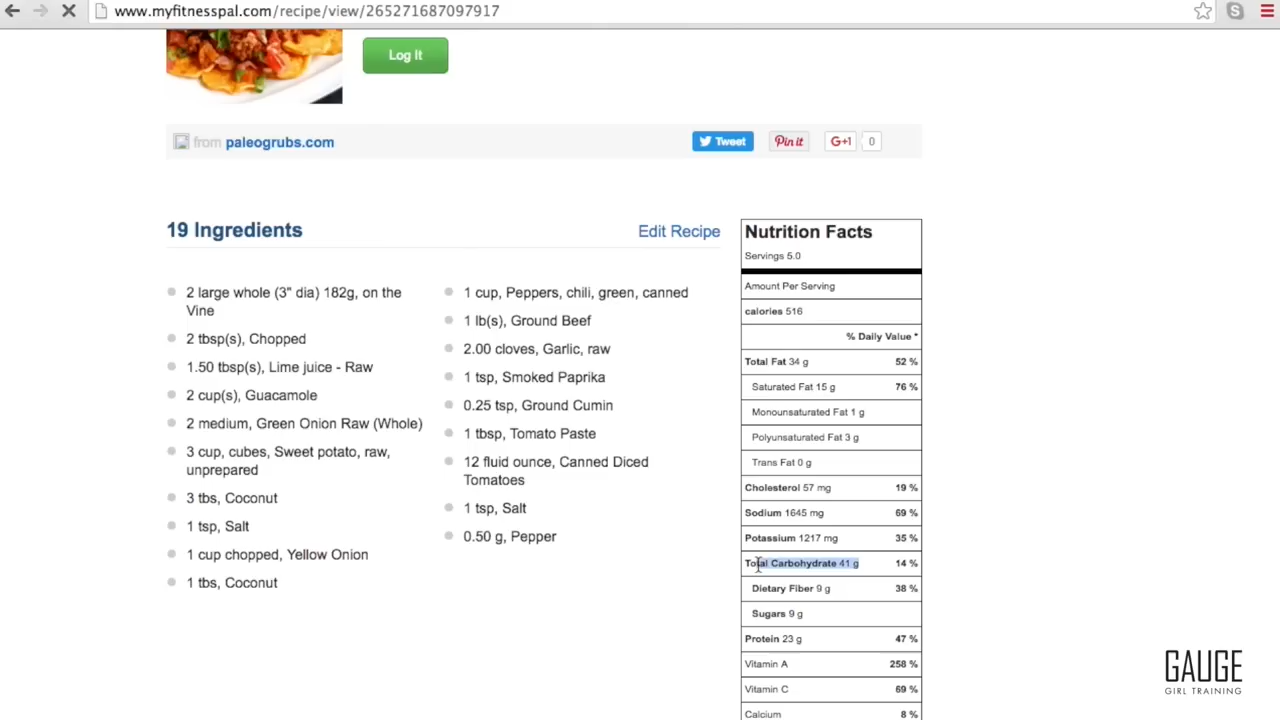 www.myfitnesspal.com/recipe/view/265271687097917
Log It
from paleogrubs.com
Tweet
Pin it
G+1
0
19 Ingredients
Edit Recipe
2 large whole (3" dia) 182g, on the
Vine
2 tbsp(s), Chopped
1.50 tbsp(s), Lime juice - Raw
2 cup(s), Guacamole
2 medium, Green Onion Raw (Whole)
3 cup, cubes, Sweet potato, raw,
unprepared
3 tbs, Coconut
1 tsp, Salt
1 cup chopped, Yellow Onion
1 tbs, Coconut
1 cup, Peppers, chili, green, canned
1 lb(s), Ground Beef
2.00 cloves, Garlic, raw
1 tsp, Smoked Paprika
0.25 tsp, Ground Cumin
1 tbsp, Tomato Paste
12 fluid ounce, Canned Diced
Tomatoes
1 tsp, Salt
0.50 g, Pepper
Nutrition Facts
Servings 5.0
Amount Per Serving
calories 516
% Daily Value *
Total Fat 34 g 52 %
Saturated Fat 15 g 76 %
Monounsaturated Fat 1 g
Polyunsaturated Fat 3 g
Trans Fat 0 g
Cholesterol 57 mg 19 %
Sodium 1645 mg 69 %
Potassium 1217 mg 35 %
Total Carbohydrate 41 g 14 %
Dietary Fiber 9 g 38 %
Sugars 9 g
Protein 23 g 47 %
Vitamin A 258 %
Vitamin C 69 %
Calcium 8 %
GAUGE
GIRL TRAINING